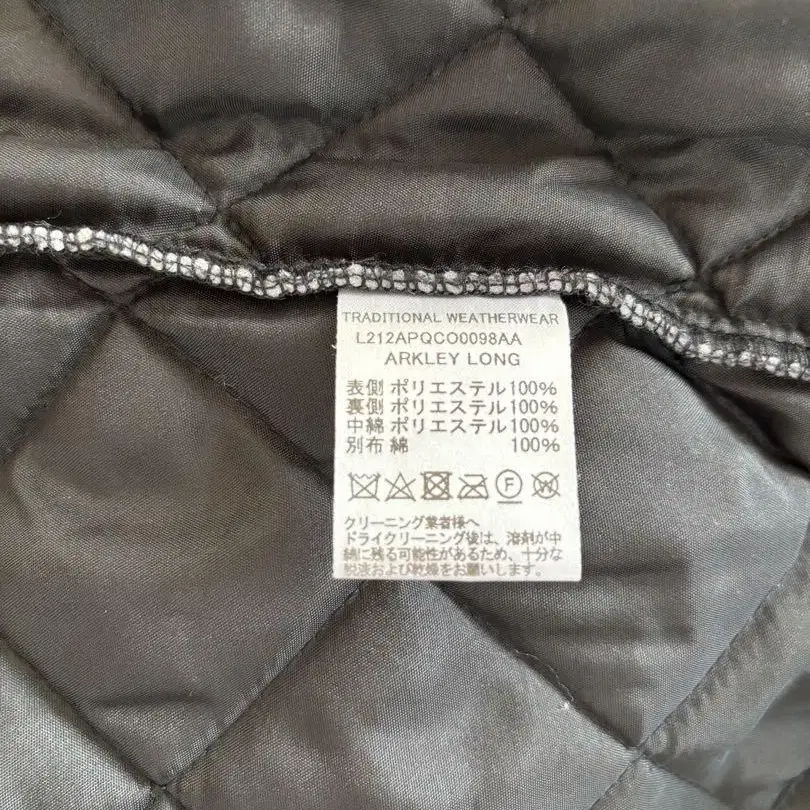 TRADITIONAL WEATHERWEAR
L212APQCO0098AA
ARKLEY LONG
表側 ポリエステル100%
裏側 ポリエステル100%
中綿 ポリエステル100%
別布 綿 100%
F W
クリーニング業者様へ
ドライクリーニング後は、溶剤が中
綿に残る可能性があるため、十分な
脱液および乾燥をお願いします。